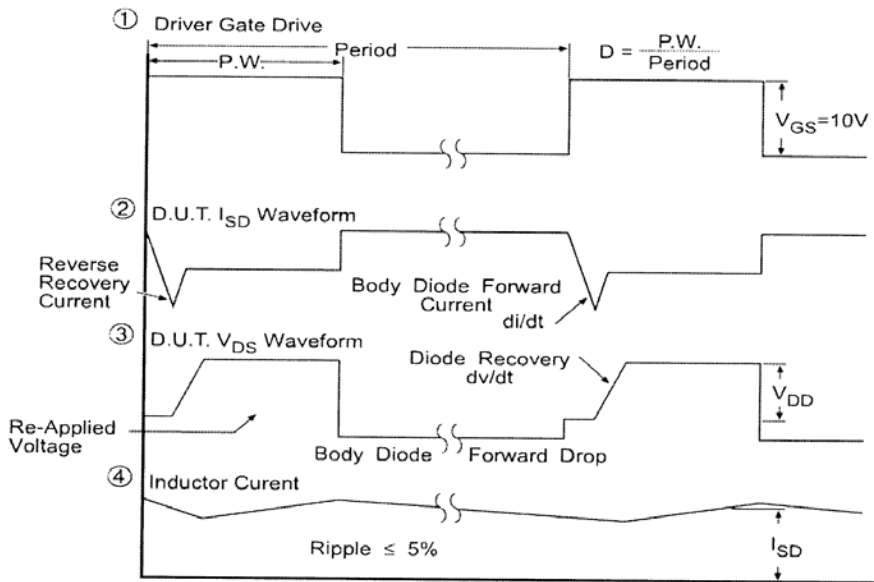 ① Driver Gate Drive
Period
P.W.
D = P.W.
Period
VGS=10V
② D.U.T. ISD Waveform
Reverse
Recovery
Current
Body Diode Forward
Current
di/dt
③ D.U.T. VDS Waveform
Diode Recovery
dv/dt
VDD
Re-Applied
Voltage
Body Diode Forward Drop
④ Inductor Curent
Ripple ≤ 5%
ISD